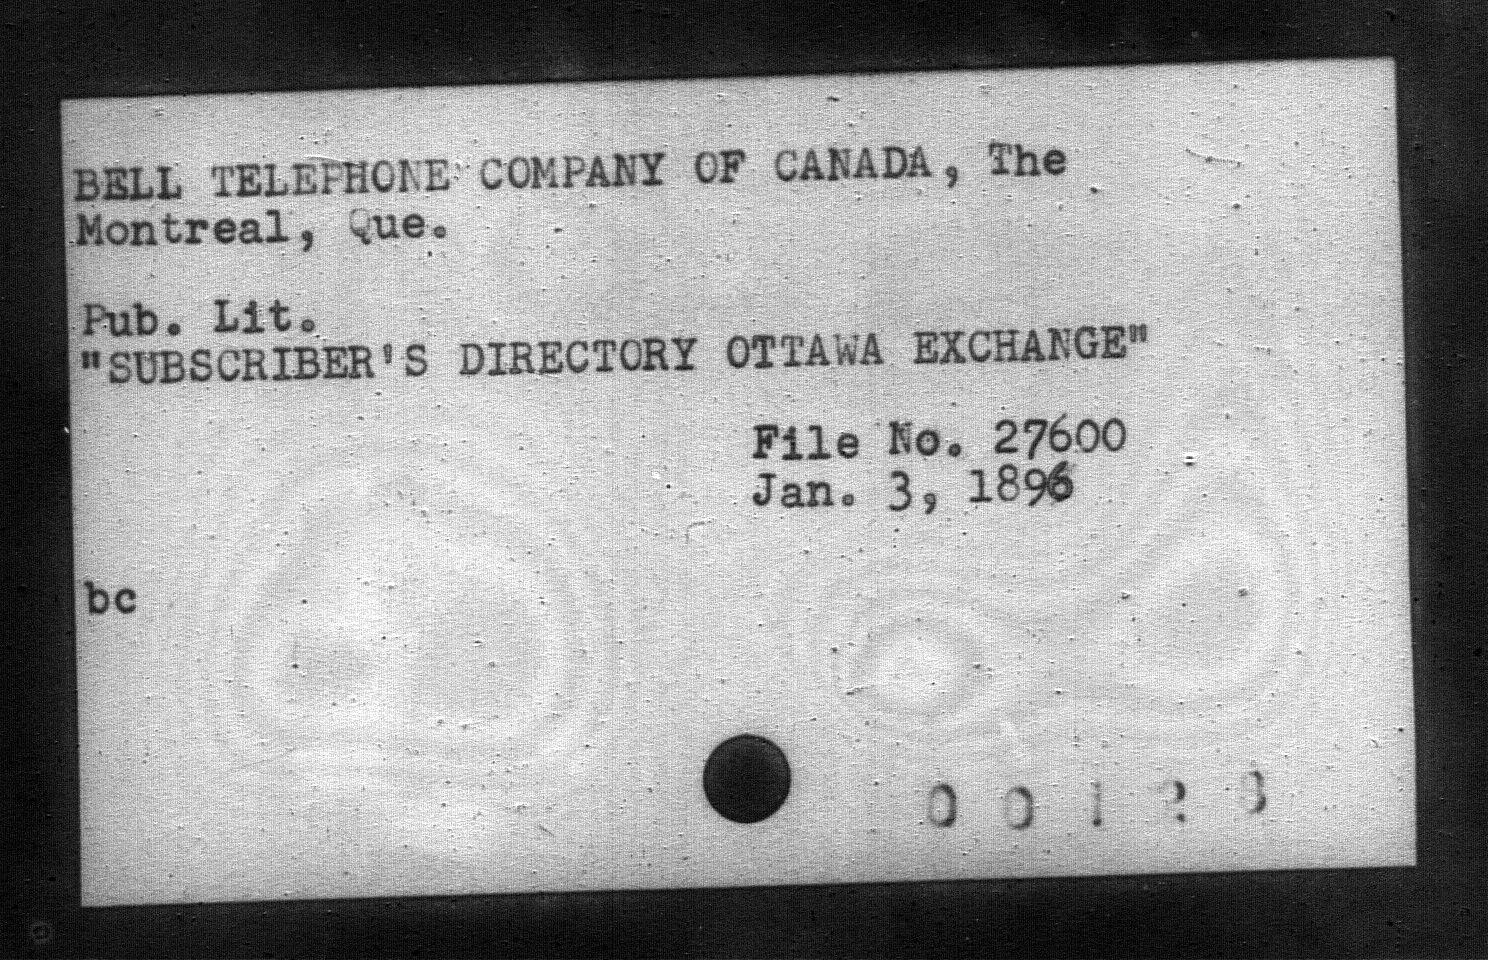 BELL TELEPHONE COMPANY OF CANADA, The
Montreal, Que.
Pub. Lit.
"SUBSCRIBER'S DIRECTORY OTTAWA EXCHANGE"
File No. 27600
Jan. 3, 1896
bc